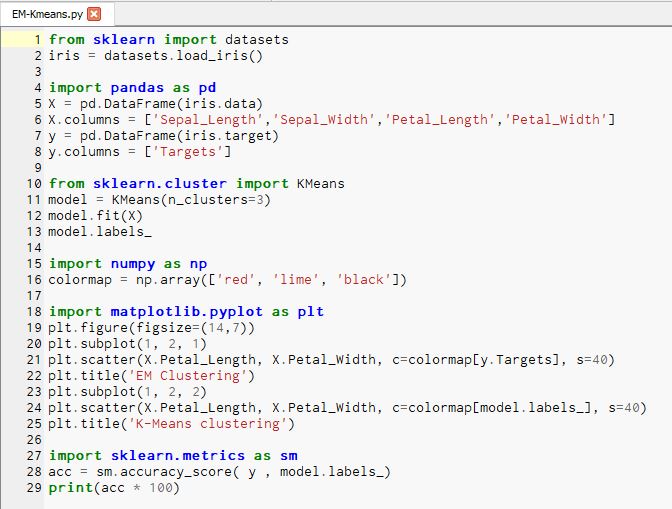 EM-Kmeans.py
1 from sklearn import datasets
2 iris = datasets.load_iris()
3
4 import pandas as pd
5 X = pd.DataFrame(iris.data)
6 X.columns = ['Sepal_Length','Sepal_Width','Petal_Length','Petal_Width']
7 y = pd.DataFrame(iris.target)
8 y.columns = ['Targets']
9
10 from sklearn.cluster import KMeans
11 model = KMeans(n_clusters=3)
12 model.fit(X)
13 model.labels_
14
15 import numpy as np
16 colormap = np.array(['red', 'lime', 'black'])
17
18 import matplotlib.pyplot as plt
19 plt.figure(figsize=(14,7))
20 plt.subplot(1, 2, 1)
21 plt.scatter(X.Petal_Length, X.Petal_Width, c=colormap[y.Targets], s=40)
22 plt.title('EM Clustering')
23 plt.subplot(1, 2, 2)
24 plt.scatter(X.Petal_Length, X.Petal_Width, c=colormap[model.labels_], s=40)
25 plt.title('K-Means clustering')
26
27 import sklearn.metrics as sm
28 acc = sm.accuracy_score( y , model.labels_)
29 print(acc * 100)